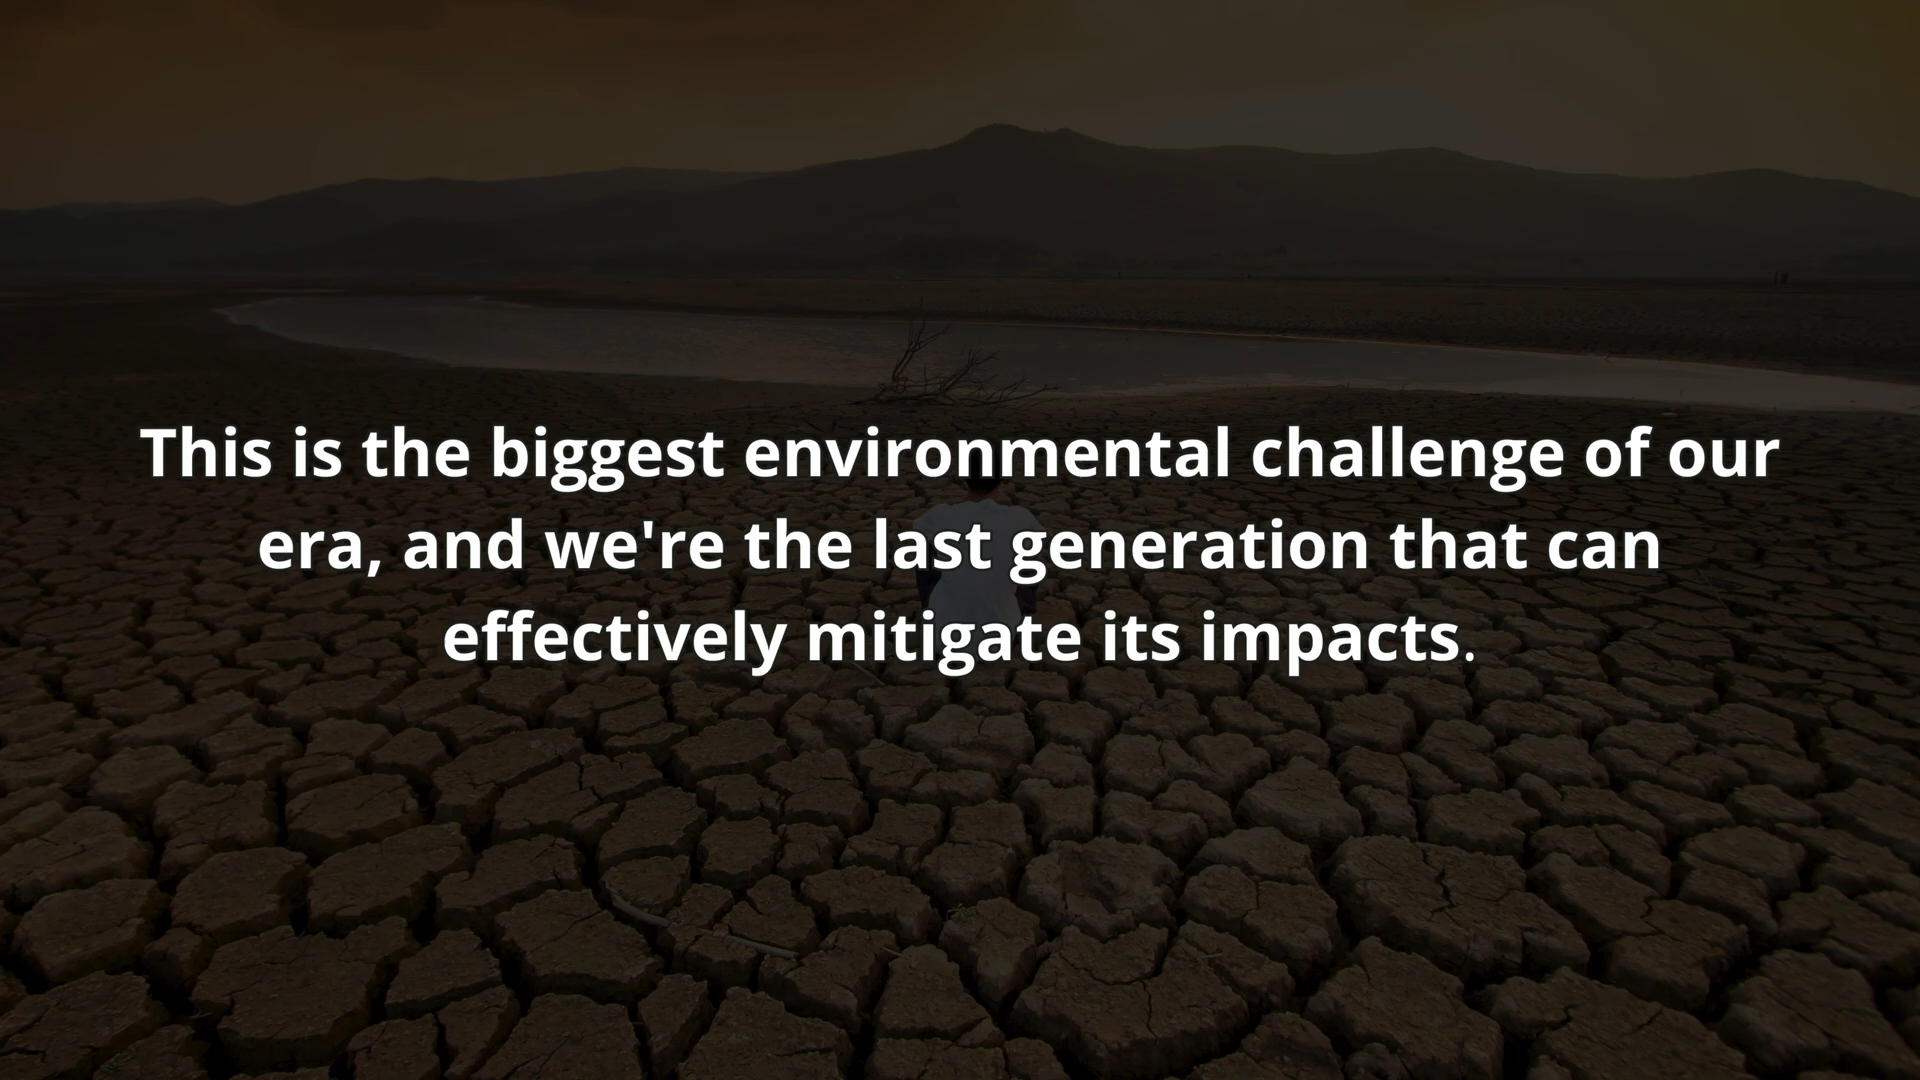 This is the biggest environmental challenge of our
era, and we're the last generation that can
effectively mitigate its impacts.